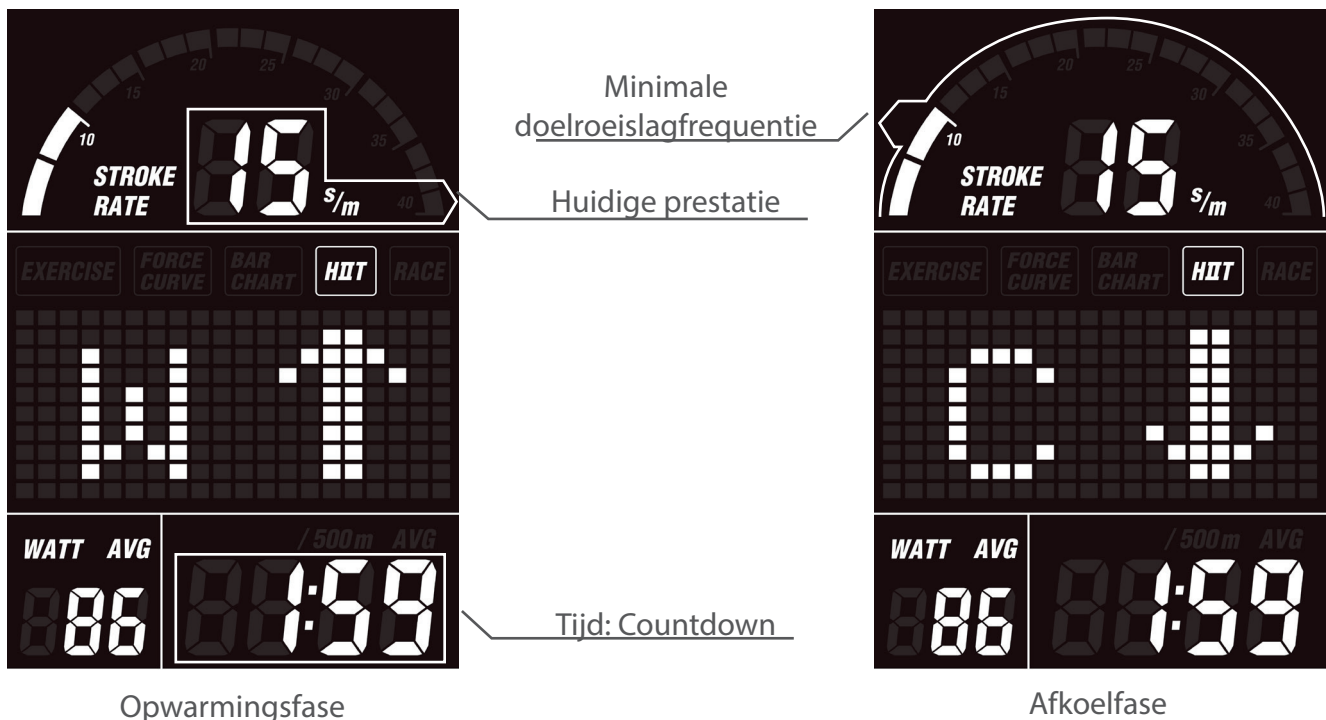 20 25
15 30
10 35
15
STROKE
RATE s/m 40
EXERCISE FORCE CURVE BAR CHART HIIT RACE
W
WATT AVG /500m AVG
86 1:59
Opwarmingsfase
Minimale
doelroeislagfrequentie
Huidige prestatie
Tijd: Countdown
20 25
15 30
10 35
15
STROKE
RATE s/m 40
EXERCISE FORCE CURVE BAR CHART HIIT RACE
C
WATT AVG /500m AVG
86 1:59
Afkoelfase